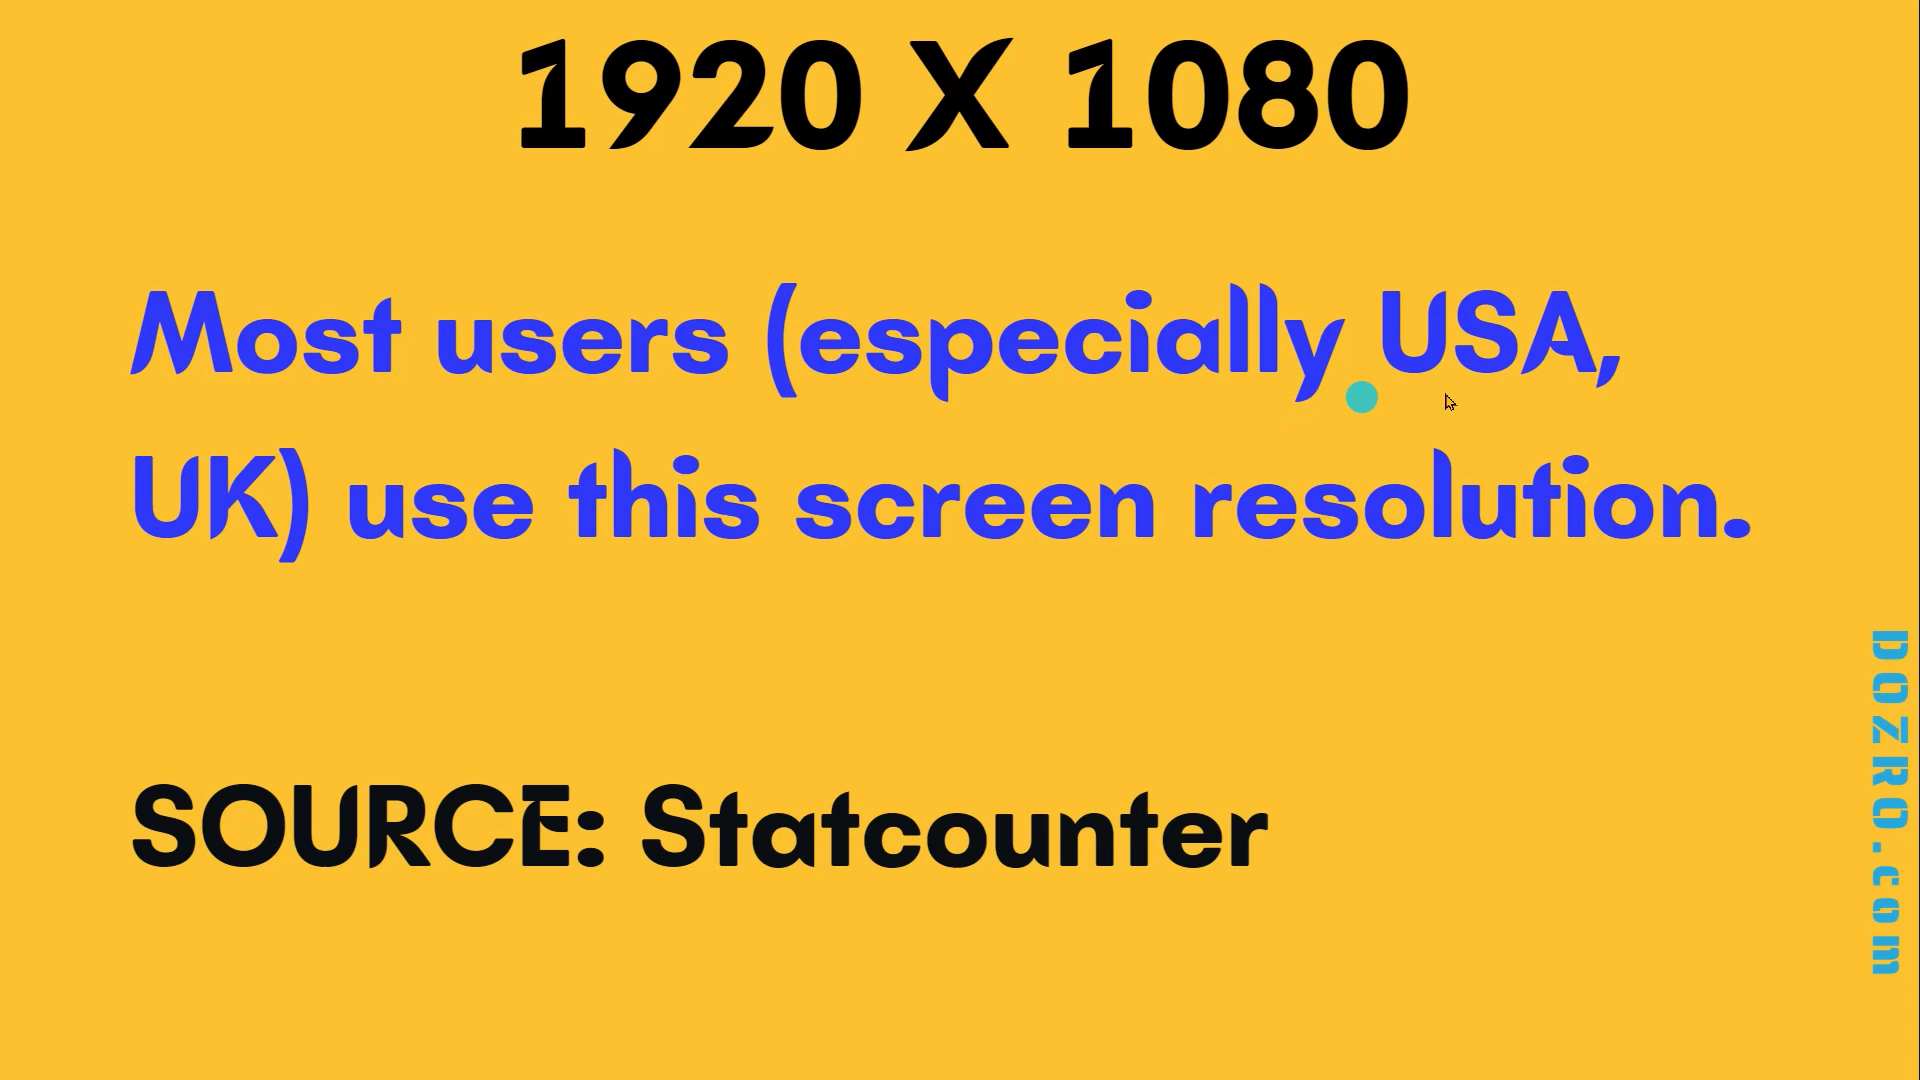 1920 X 1080
Most users (especially USA,
UK) use this screen resolution.
SOURCE: Statcounter
DOZRO.com